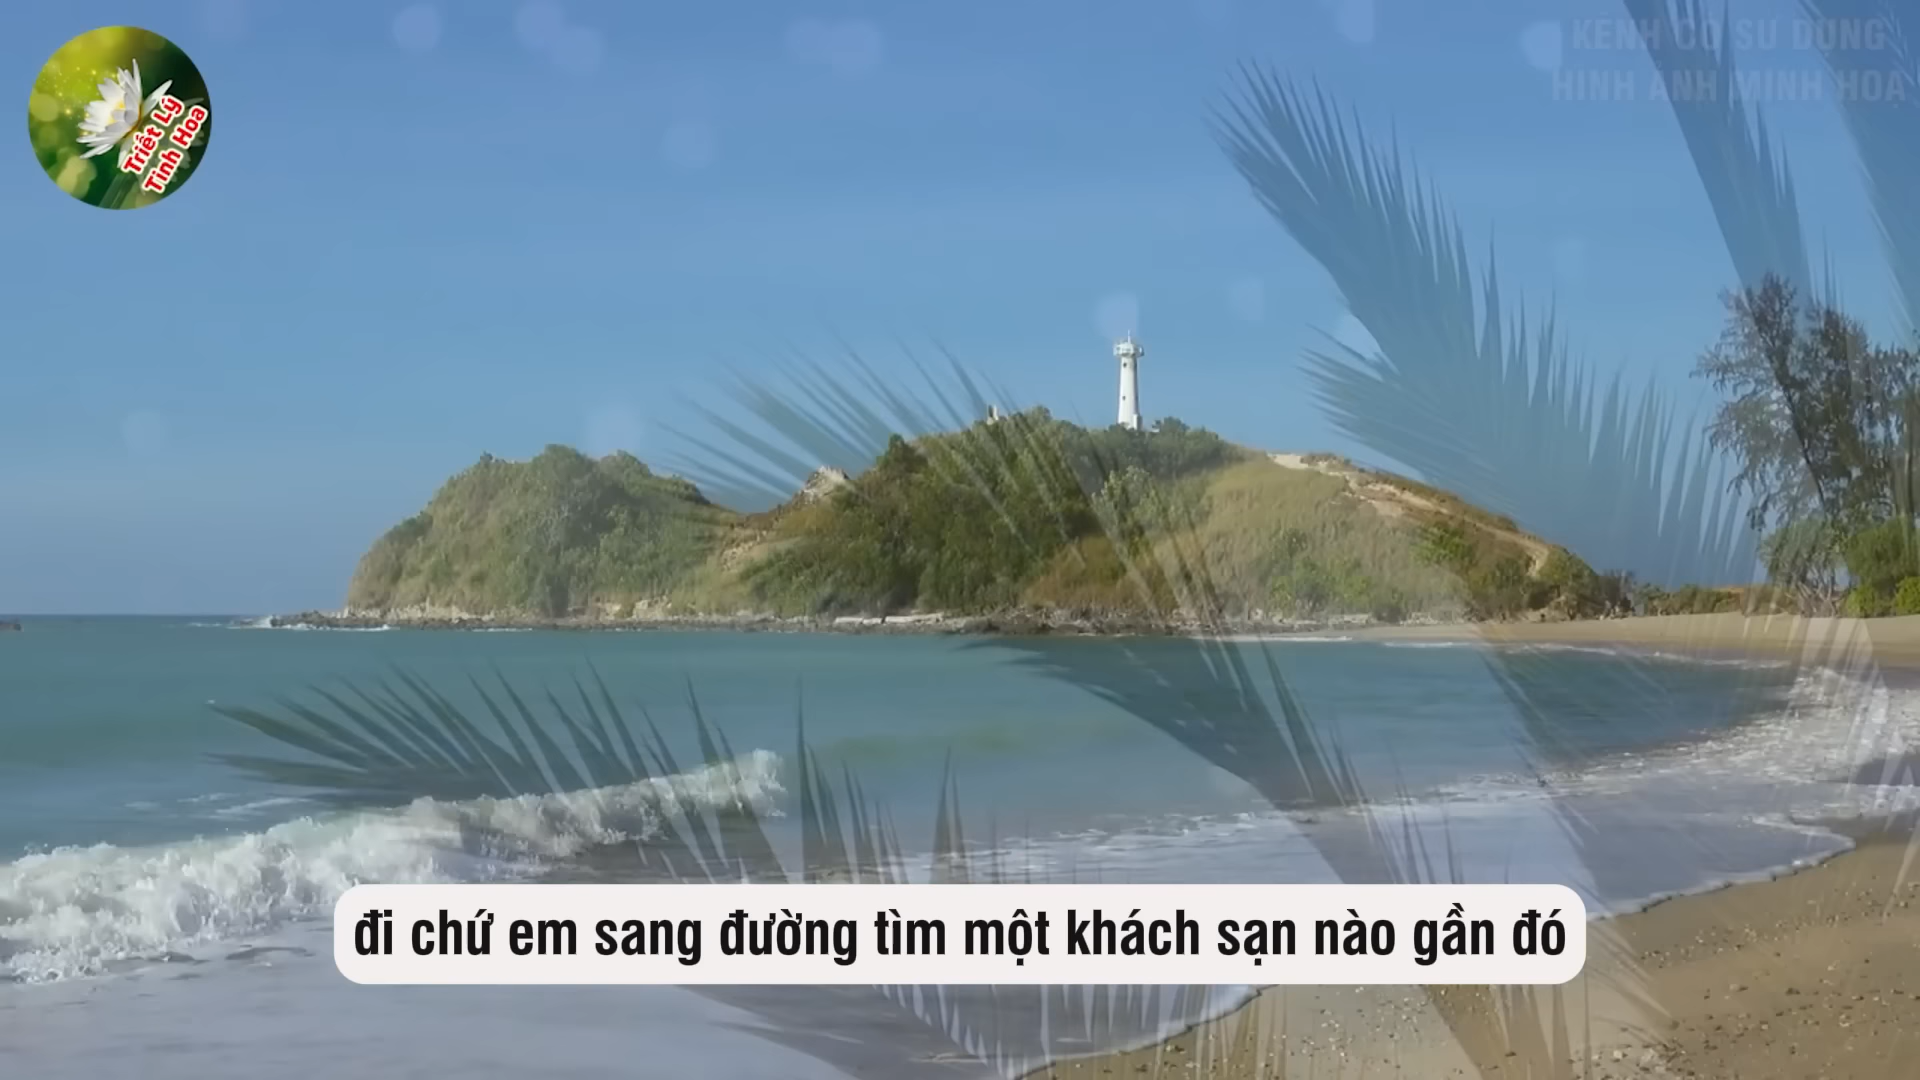 Triết Lý
Tinh Hoa
KÊNH CÓ SỬ DỤNG
HÌNH ẢNH MINH HỌA
đi chứ em sang đường tìm một khách sạn nào gần đó